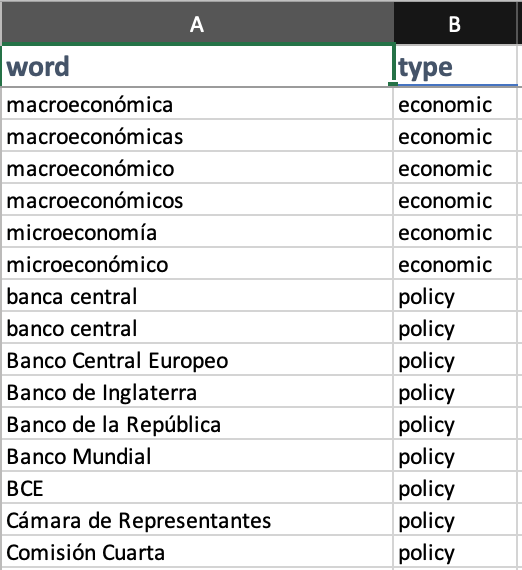 A B
word type
macroeconómica economic
macroeconómicas economic
macroeconómico economic
macroeconómicos economic
microeconomía economic
microeconómico economic
banca central policy
banco central policy
Banco Central Europeo policy
Banco de Inglaterra policy
Banco de la República policy
Banco Mundial policy
BCE policy
Cámara de Representantes policy
Comisión Cuarta policy